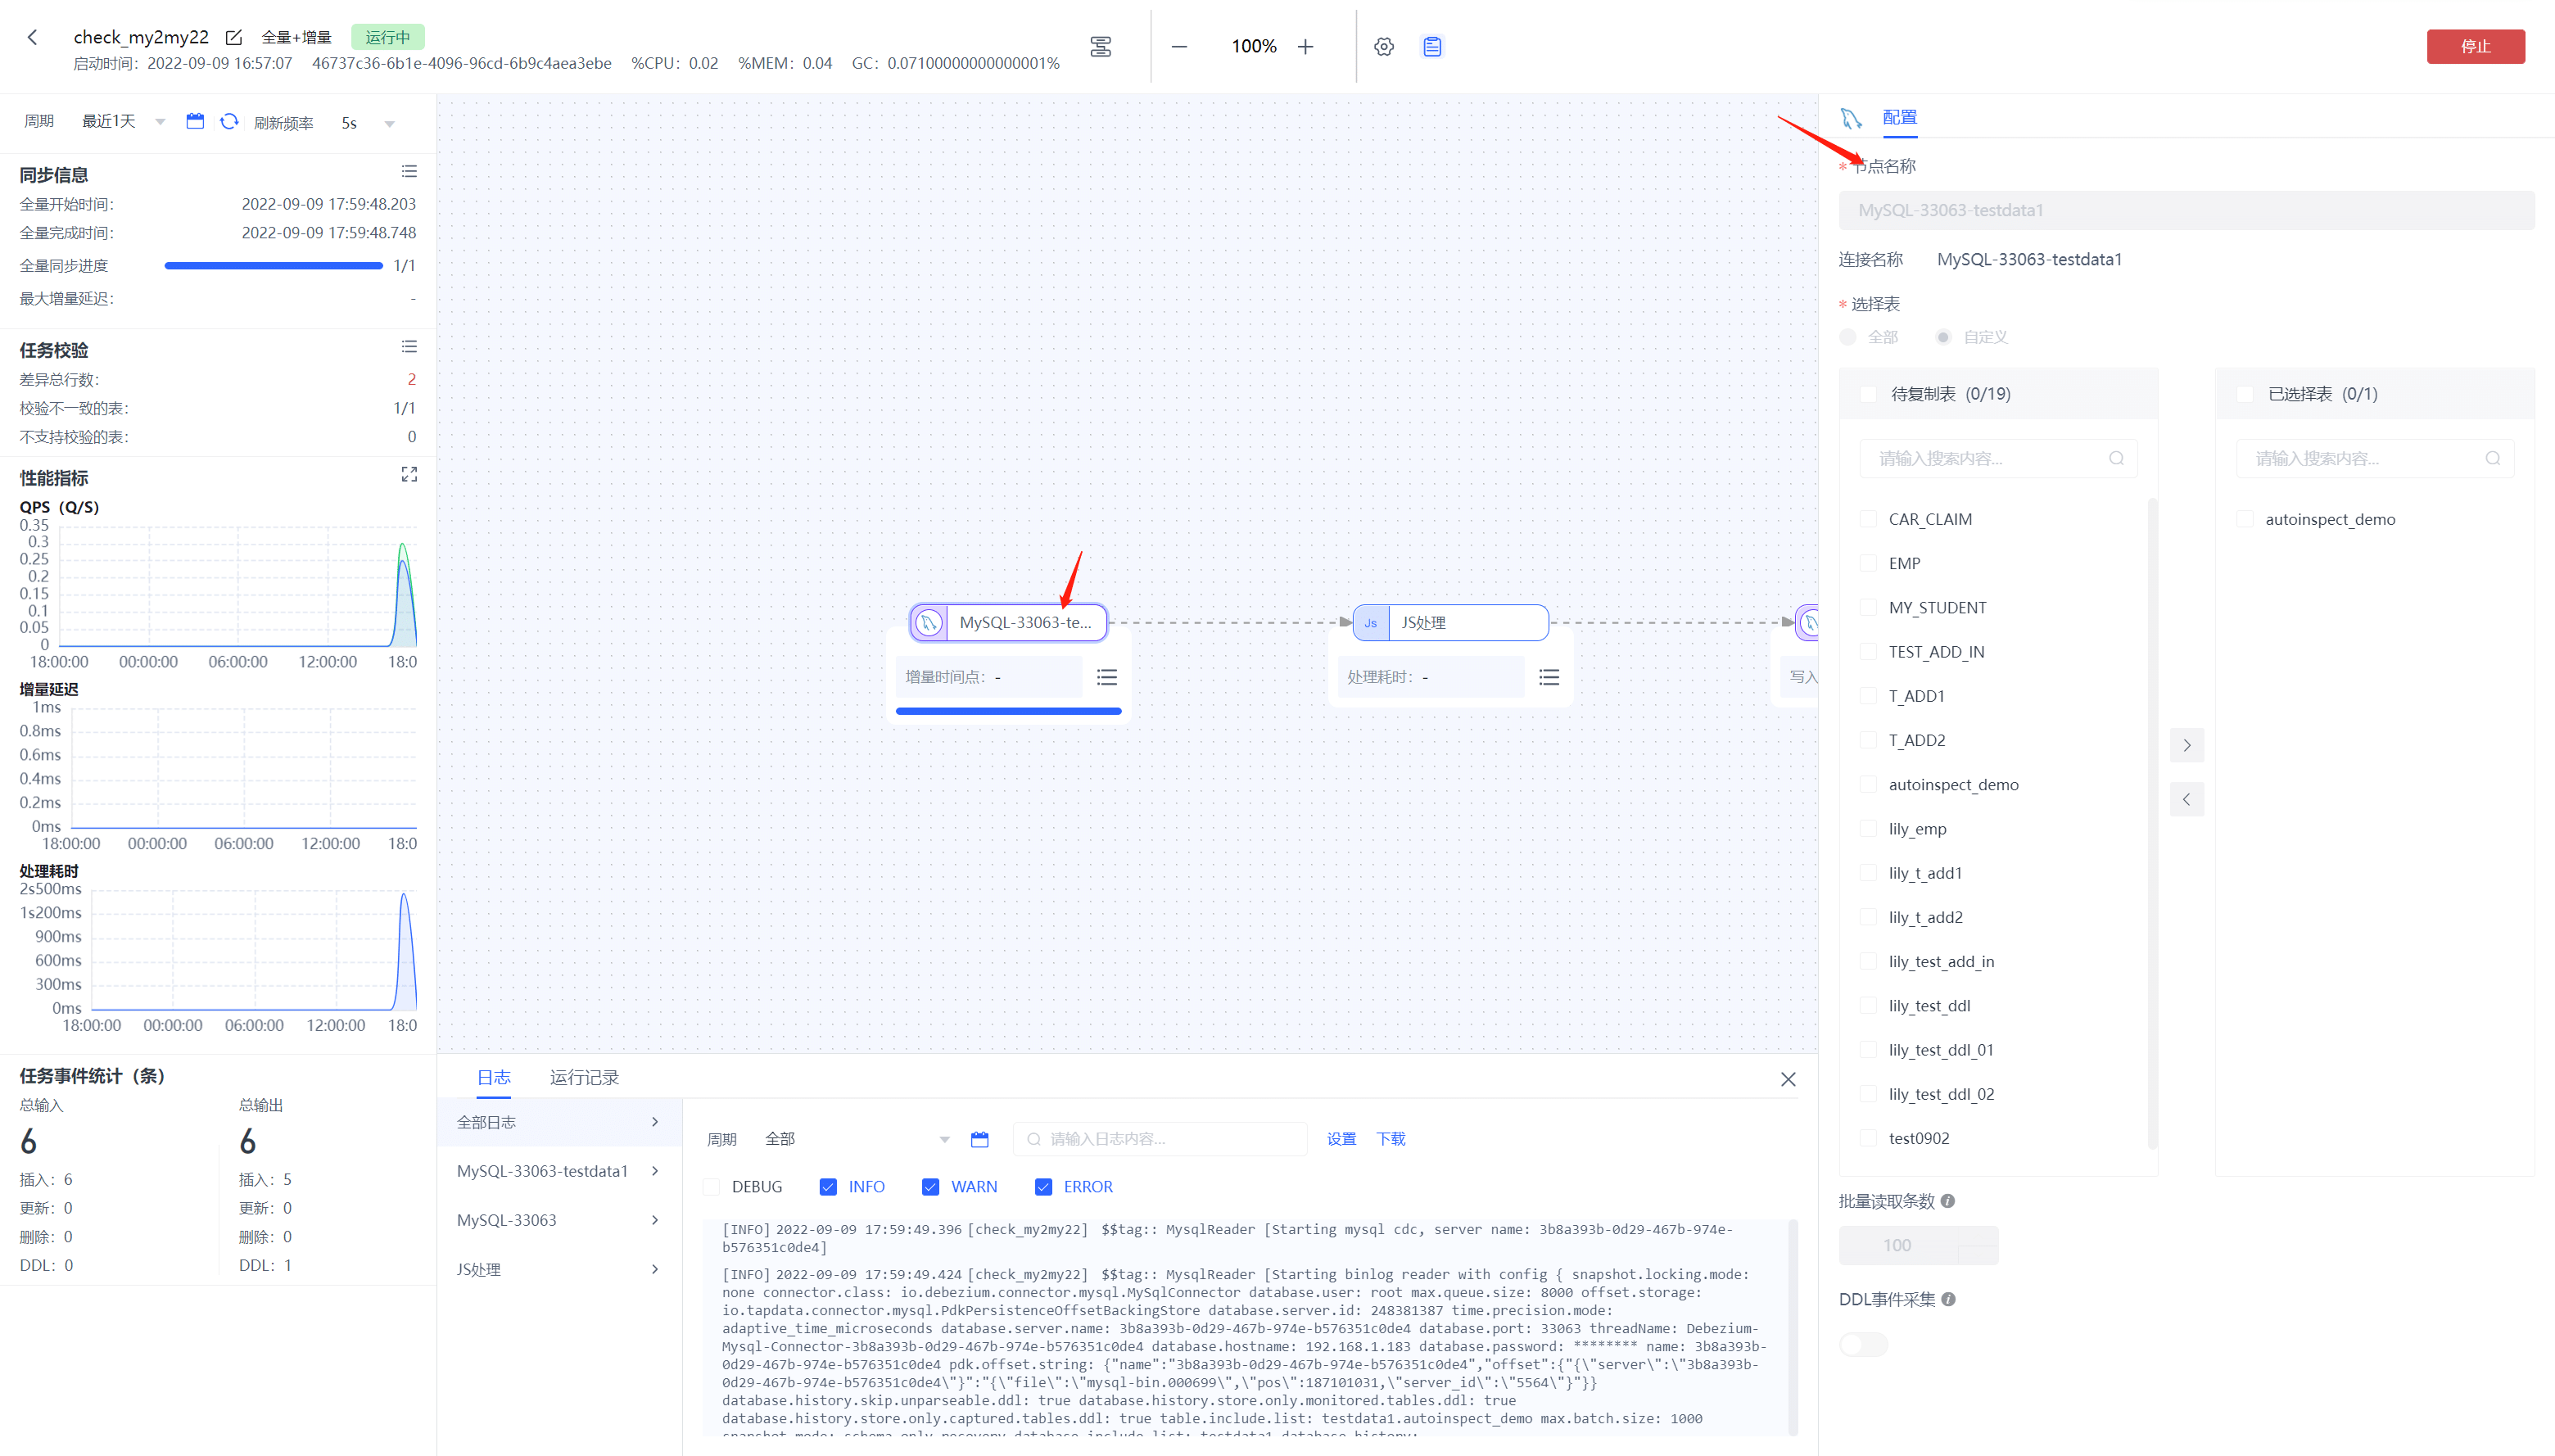 check_my2my22 全量+增量 运行中
启动时间：2022-09-09 16:57:07 46737c36-6b1e-4096-96cd-6b9c4aea3ebe %CPU：0.02 %MEM：0.04 GC：0.07100000000000001%
100%
停止
周期 最近1天 刷新频率 5s
同步信息
全量开始时间： 2022-09-09 17:59:48.203
全量完成时间： 2022-09-09 17:59:48.748
全量同步进度 1/1
最大增量延迟： -
任务校验
差异总行数： 2
校验不一致的表： 1/1
不支持校验的表： 0
性能指标
QPS（Q/S）
0.35
0.3
0.25
0.2
0.15
0.1
0.05
0
18:00:00 00:00:00 06:00:00 12:00:00 18:0
增量延迟
1ms
0.8ms
0.6ms
0.4ms
0.2ms
0ms
18:00:00 00:00:00 06:00:00 12:00:00 18:0
处理耗时
2s500ms
1s200ms
900ms
600ms
300ms
0ms
18:00:00 00:00:00 06:00:00 12:00:00 18:0
任务事件统计（条）
总输入 总输出
6 6
插入：6 插入：5
更新：0 更新：0
删除：0 删除：0
DDL：0 DDL：1
MySQL-33063-te...
增量时间点：-
Js JS处理
处理耗时：-
写入
日志 运行记录
全部日志
MySQL-33063-testdata1
MySQL-33063
JS处理
周期 全部 请输入日志内容... 设置 下载
DEBUG INFO WARN ERROR
[INFO] 2022-09-09 17:59:49.396 [check_my2my22] $$tag:: MysqlReader [Starting mysql cdc, server name: 3b8a393b-0d29-467b-974e-
b576351c0de4]
[INFO] 2022-09-09 17:59:49.424 [check_my2my22] $$tag:: MysqlReader [Starting binlog reader with config { snapshot.locking.mode:
none connector.class: io.debezium.connector.mysql.MySqlConnector database.user: root max.queue.size: 8000 offset.storage:
io.tapdata.connector.mysql.PdkPersistenceOffsetBackingStore database.server.id: 248381387 time.precision.mode:
adaptive_time_microseconds database.server.name: 3b8a393b-0d29-467b-974e-b576351c0de4 database.port: 33063 threadName: Debezium-
Mysql-Connector-3b8a393b-0d29-467b-974e-b576351c0de4 database.hostname: 192.168.1.183 database.password: ******** name: 3b8a393b-
0d29-467b-974e-b576351c0de4 pdk.offset.string: {"name":"3b8a393b-0d29-467b-974e-b576351c0de4","offset":{"{\"server\":\"3b8a393b-
0d29-467b-974e-b576351c0de4\"}":"{\"file\":\"mysql-bin.000699\",\"pos\":187101031,\"server_id\":\"5564\"}"}}
database.history.skip.unparseable.ddl: true database.history.store.only.monitored.tables.ddl: true
database.history.store.only.captured.tables.ddl: true table.include.list: testdata1.autoinspect_demo max.batch.size: 1000
snapshot.mode: schema_only_recovery database.include.list: testdata1 database.history:
配置
* 节点名称
MySQL-33063-testdata1
连接名称 MySQL-33063-testdata1
* 选择表
全部 自定义
待复制表 (0/19)
请输入搜索内容...
CAR_CLAIM
EMP
MY_STUDENT
TEST_ADD_IN
T_ADD1
T_ADD2
autoinspect_demo
lily_emp
lily_t_add1
lily_t_add2
lily_test_add_in
lily_test_ddl
lily_test_ddl_01
lily_test_ddl_02
test0902
已选择表 (0/1)
请输入搜索内容...
autoinspect_demo
批量读取条数
100
DDL事件采集